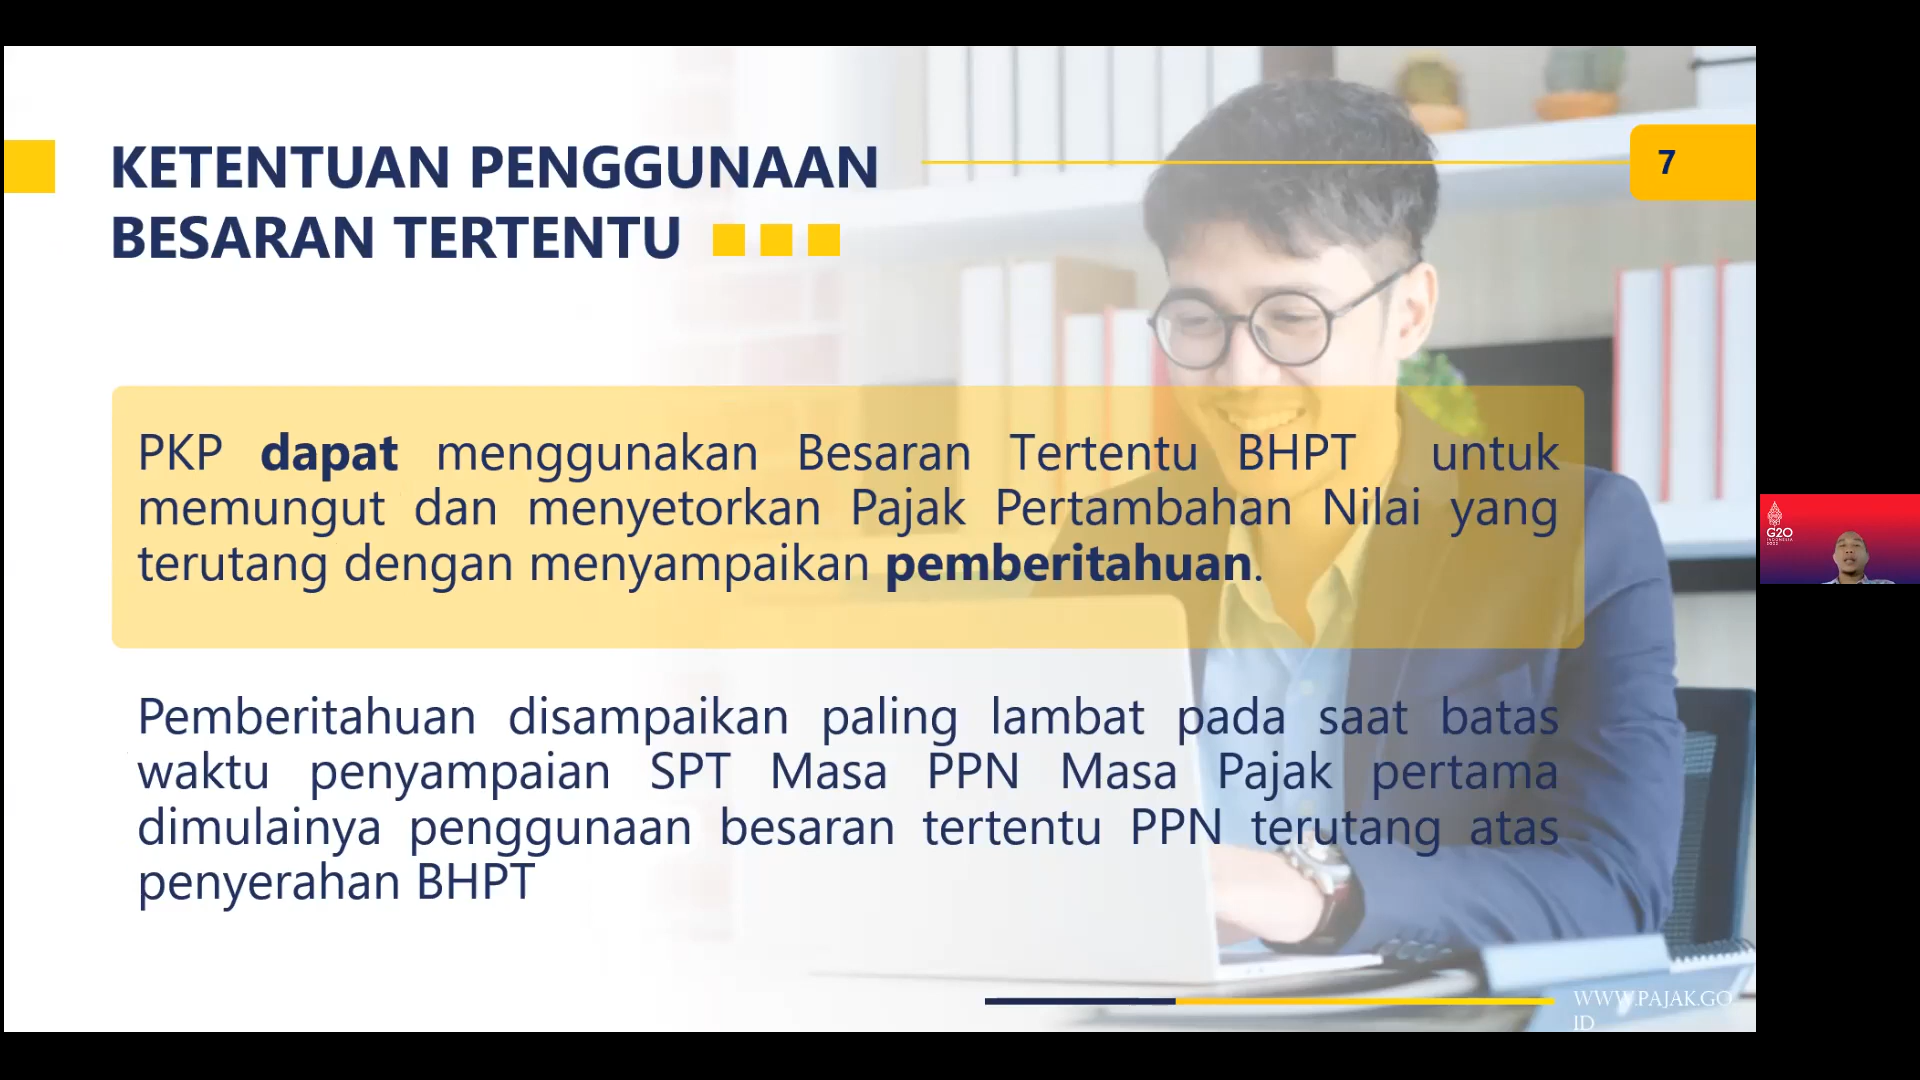 KETENTUAN PENGGUNAAN
BESARAN TERTENTU
7
PKP dapat menggunakan Besaran Tertentu BHPT untuk
memungut dan menyetorkan Pajak Pertambahan Nilai yang
terutang dengan menyampaikan pemberitahuan.
Pemberitahuan disampaikan paling lambat pada saat batas
waktu penyampaian SPT Masa PPN Masa Pajak pertama
dimulainya penggunaan besaran tertentu PPN terutang atas
penyerahan BHPT
G20
INDONESIA
2022
WWW.PAJAK.GO
ID